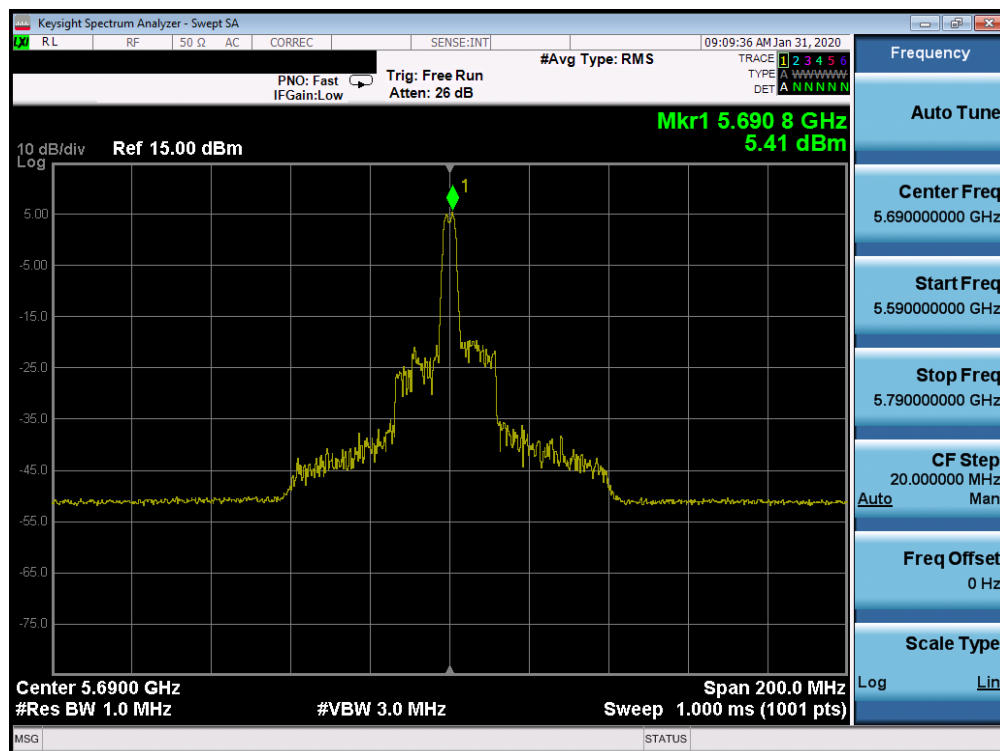 Keysight Spectrum Analyzer - Swept SA
LXI RL RF 50 Ω AC CORREC SENSE:INT 09:09:36 AM Jan 31, 2020
#Avg Type: RMS
TRACE 1 2 3 4 5 6
TYPE A WWWWW
DET A N N N N N
PNO: Fast
IFGain:Low
Trig: Free Run
Atten: 26 dB
Mkr1 5.690 8 GHz
5.41 dBm
10 dB/div
Log
Ref 15.00 dBm
1
5.00
-5.00
-15.0
-25.0
-35.0
-45.0
-55.0
-65.0
-75.0
Center 5.6900 GHz
#Res BW 1.0 MHz
#VBW 3.0 MHz
Span 200.0 MHz
Sweep 1.000 ms (1001 pts)
MSG
STATUS
Frequency
Auto Tune
Center Freq
5.690000000 GHz
Start Freq
5.590000000 GHz
Stop Freq
5.790000000 GHz
CF Step
20.000000 MHz
Auto Man
Freq Offset
0 Hz
Scale Type
Log Lin